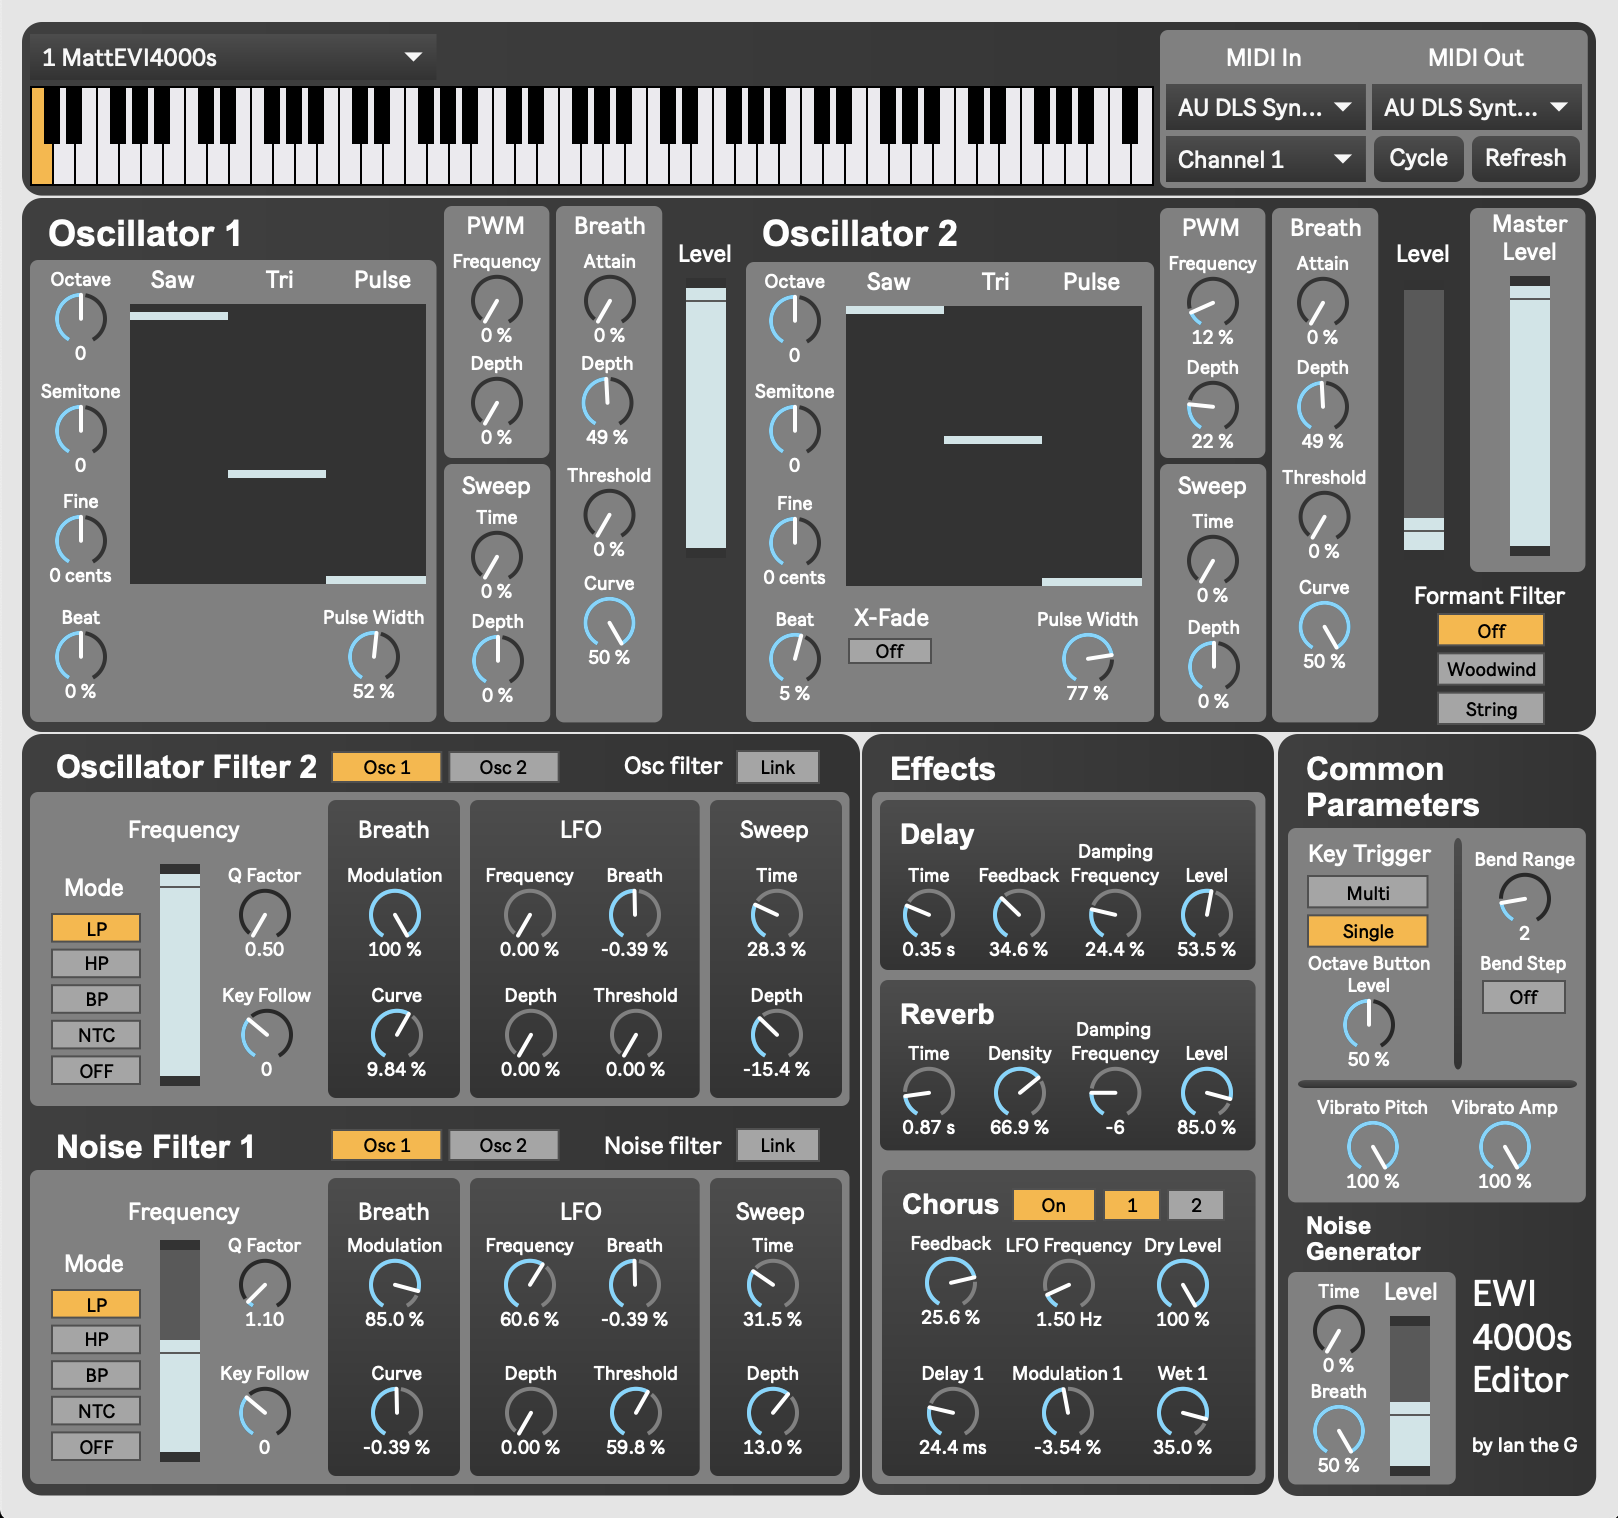 1 MattEVI4000s
MIDI In
MIDI Out
AU DLS Syn...
AU DLS Synt...
Channel 1
Cycle
Refresh
Oscillator 1
Octave
0
Semitone
0
Fine
0 cents
Beat
0 %
Saw
Tri
Pulse
Pulse Width
52 %
PWM
Frequency
0 %
Depth
0 %
Sweep
Time
0 %
Depth
0 %
Breath
Attain
0 %
Depth
49 %
Threshold
0 %
Curve
50 %
Level
Oscillator 2
Octave
0
Semitone
0
Fine
0 cents
Beat
5 %
Saw
Tri
Pulse
X-Fade
Off
Pulse Width
77 %
PWM
Frequency
12 %
Depth
22 %
Sweep
Time
0 %
Depth
0 %
Breath
Attain
0 %
Depth
49 %
Threshold
0 %
Curve
50 %
Level
Master
Level
Formant Filter
Off
Woodwind
String
Oscillator Filter 2
Osc 1
Osc 2
Osc filter
Link
Frequency
Mode
LP
HP
BP
NTC
OFF
Q Factor
0.50
Key Follow
0
Breath
Modulation
100 %
Curve
9.84 %
LFO
Frequency
0.00 %
Breath
-0.39 %
Depth
0.00 %
Threshold
0.00 %
Sweep
Time
28.3 %
Depth
-15.4 %
Noise Filter 1
Osc 1
Osc 2
Noise filter
Link
Frequency
Mode
LP
HP
BP
NTC
OFF
Q Factor
1.10
Key Follow
0
Breath
Modulation
85.0 %
Curve
-0.39 %
LFO
Frequency
60.6 %
Breath
-0.39 %
Depth
0.00 %
Threshold
59.8 %
Sweep
Time
31.5 %
Depth
13.0 %
Effects
Delay
Time
0.35 s
Feedback
34.6 %
Damping
Frequency
24.4 %
Level
53.5 %
Reverb
Time
0.87 s
Density
66.9 %
Damping
Frequency
-6
Level
85.0 %
Chorus
On
1
2
Feedback
25.6 %
LFO Frequency
1.50 Hz
Dry Level
100 %
Delay 1
24.4 ms
Modulation 1
-3.54 %
Wet 1
35.0 %
Common
Parameters
Key Trigger
Multi
Single
Octave Button
Level
50 %
Bend Range
2
Bend Step
Off
Vibrato Pitch
100 %
Vibrato Amp
100 %
Noise
Generator
Time
0 %
Breath
50 %
Level
EWI
4000s
Editor
by Ian the G